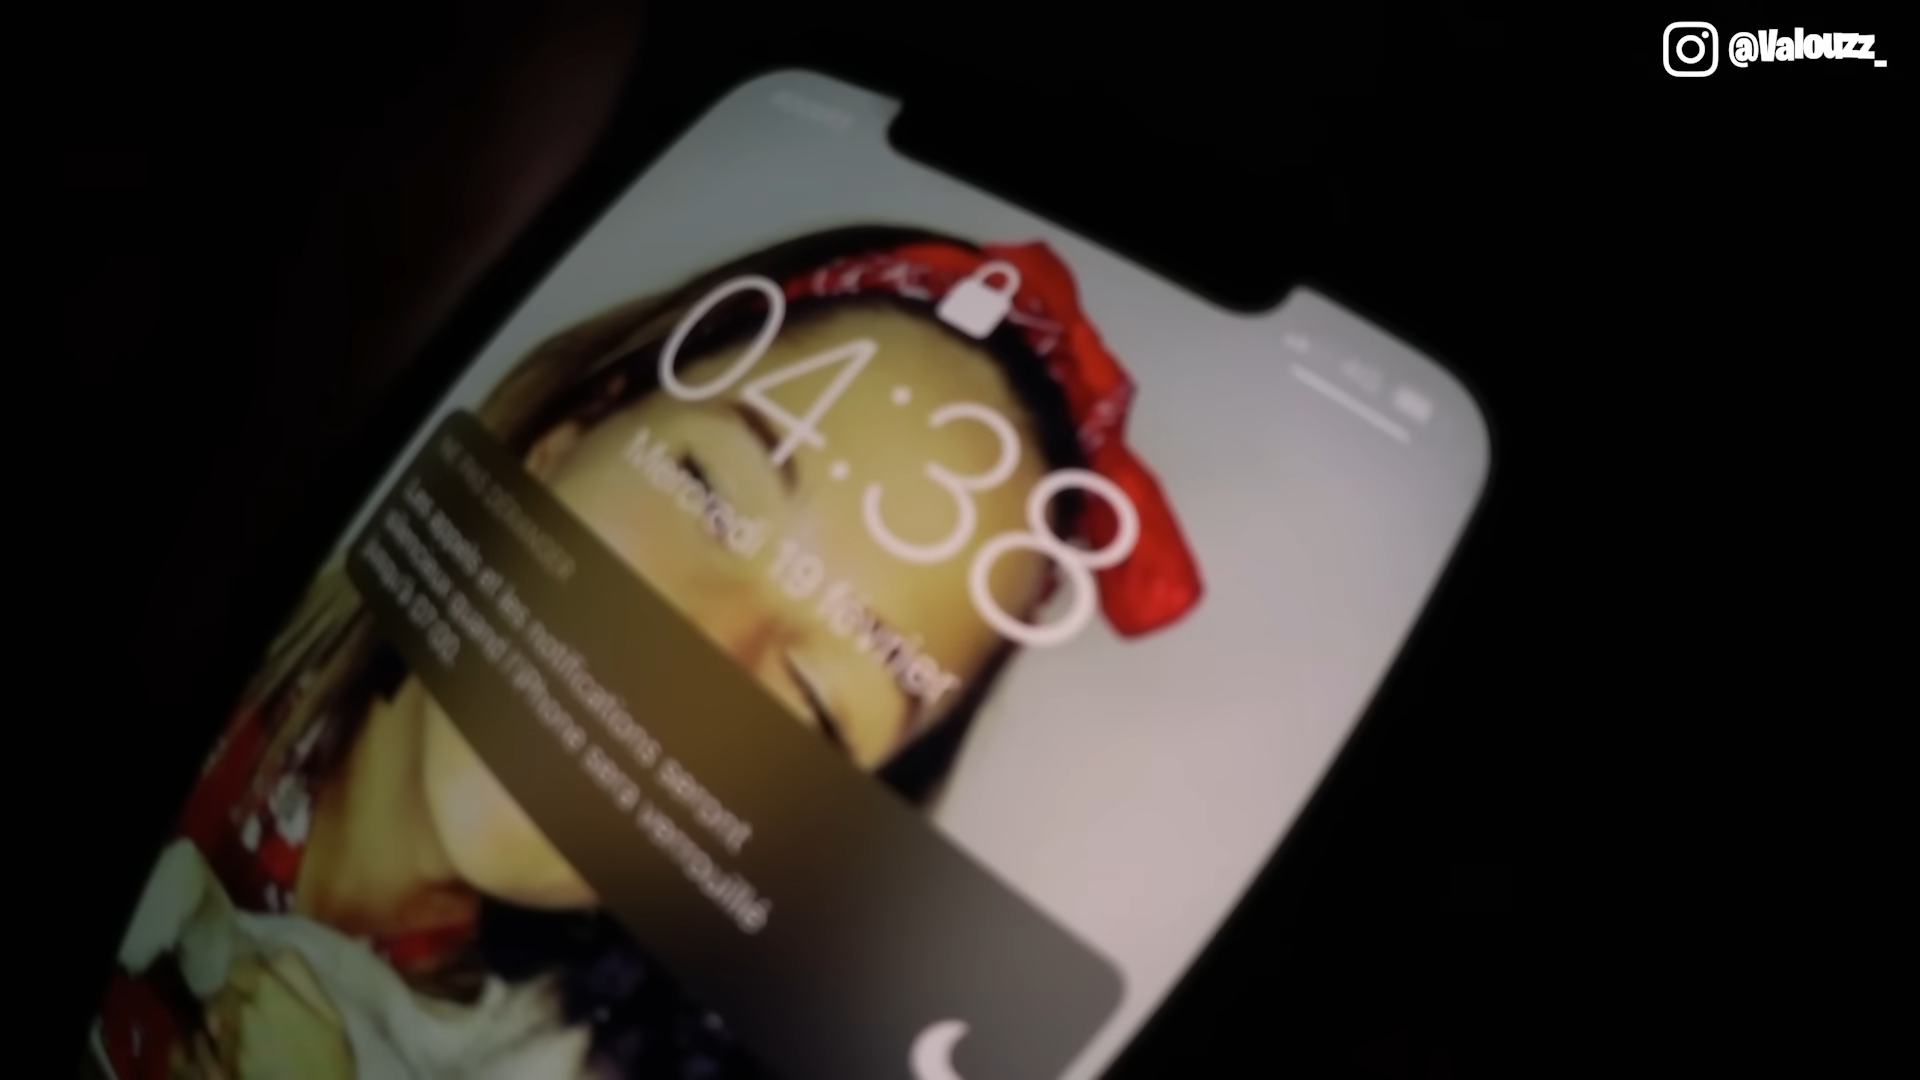 @Valouzz_
04:38
Mercredi 19 février
NE PAS DÉRANGER
Les appels et les notifications seront
silencieux quand l'iPhone sera verrouillé
jusqu'à 07:00.
4G